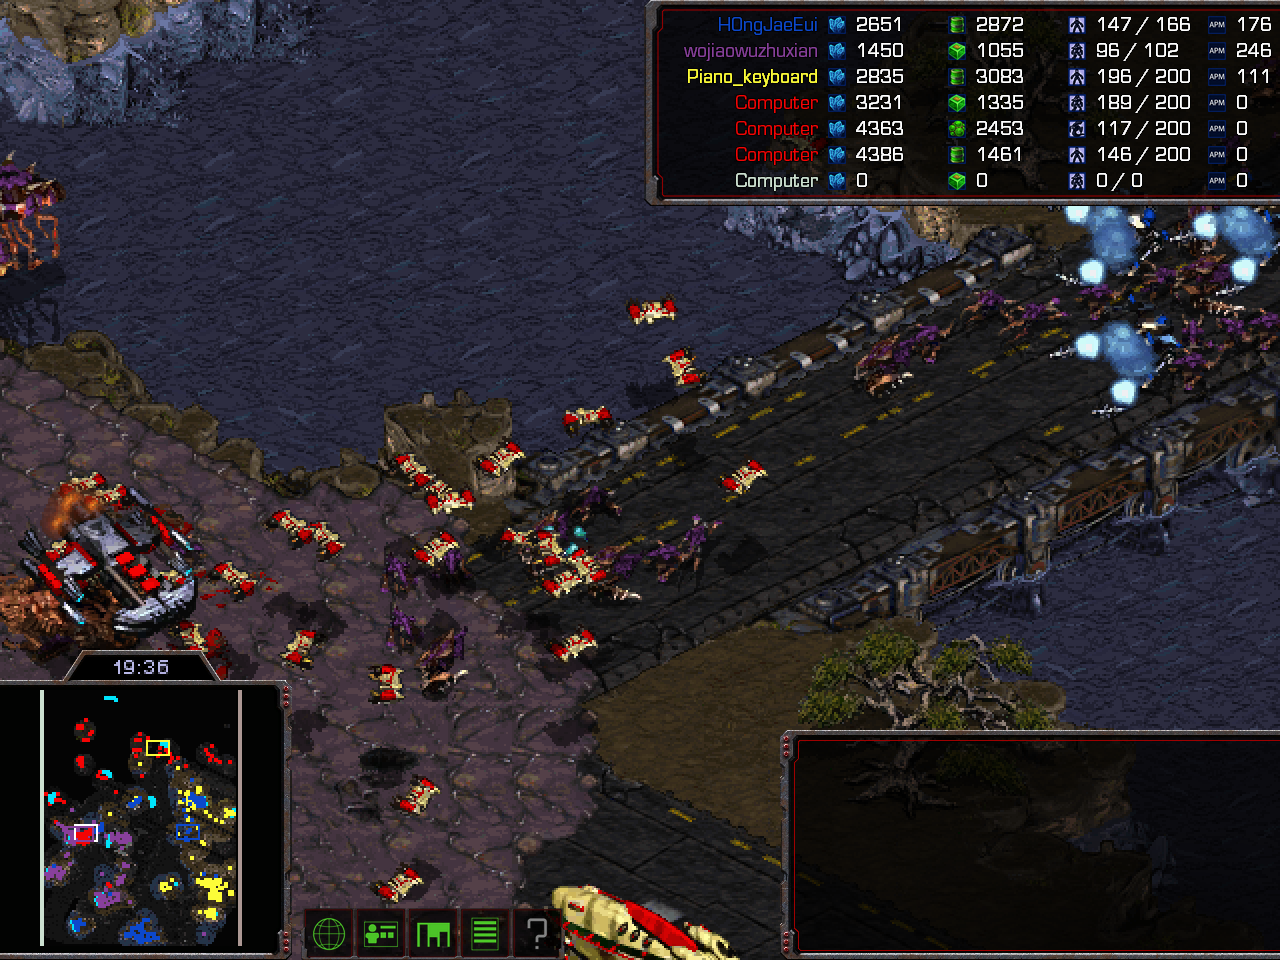 HOngJaeEui 2651 2872 147 / 166 APM 176
wojiaowuzhuxian 1450 1055 96 / 102 APM 246
Piano_keyboard 2835 3083 196 / 200 APM 111
Computer 3231 1335 189 / 200 APM 0
Computer 4363 2453 117 / 200 APM 0
Computer 4386 1461 146 / 200 APM 0
Computer 0 0 0 / 0 APM 0
19:36
?